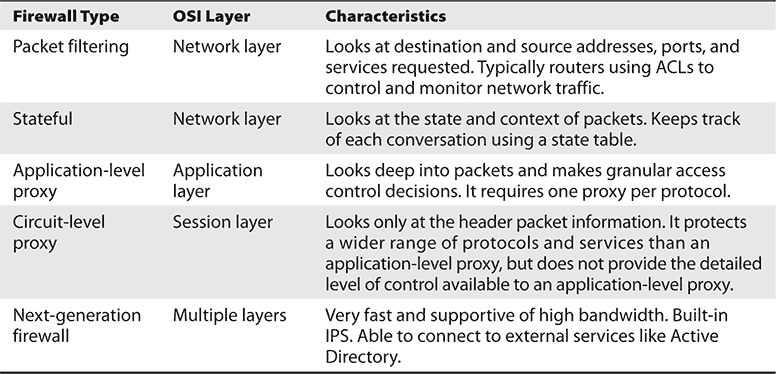 Firewall Type OSI Layer Characteristics
Packet filtering Network layer Looks at destination and source addresses, ports, and
services requested. Typically routers using ACLs to
control and monitor network traffic.
Stateful Network layer Looks at the state and context of packets. Keeps track
of each conversation using a state table.
Application-level Application Looks deep into packets and makes granular access
proxy layer control decisions. It requires one proxy per protocol.
Circuit-level Session layer Looks only at the header packet information. It protects
proxy a wider range of protocols and services than an
application-level proxy, but does not provide the detailed
level of control available to an application-level proxy.
Next-generation Multiple layers Very fast and supportive of high bandwidth. Built-in
firewall IPS. Able to connect to external services like Active
Directory.